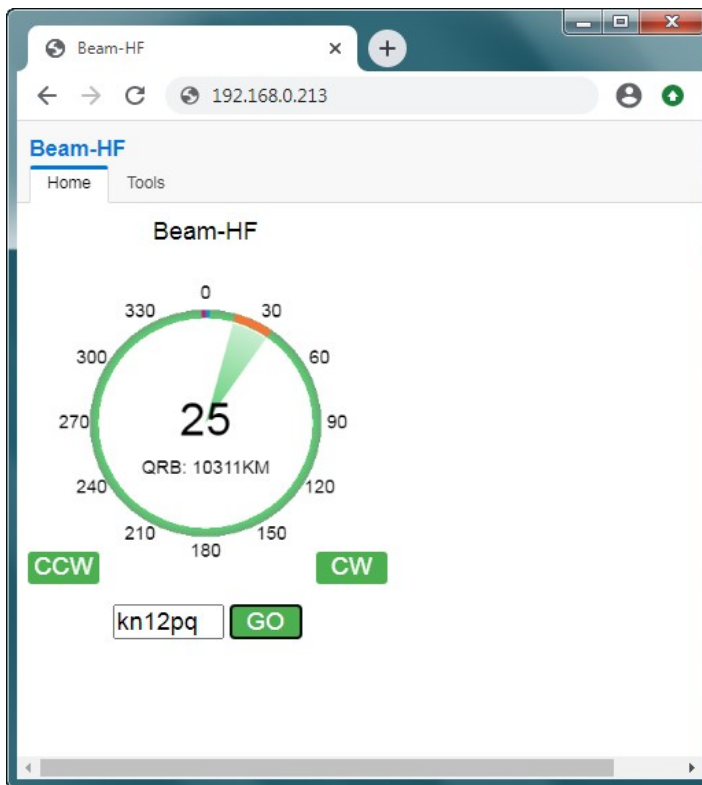 Beam-HF
192.168.0.213
Beam-HF
Home Tools
Beam-HF
0
330 30
300 60
25
270 90
QRB: 10311KM
240 120
210 150
180
CCW CW
kn12pq GO